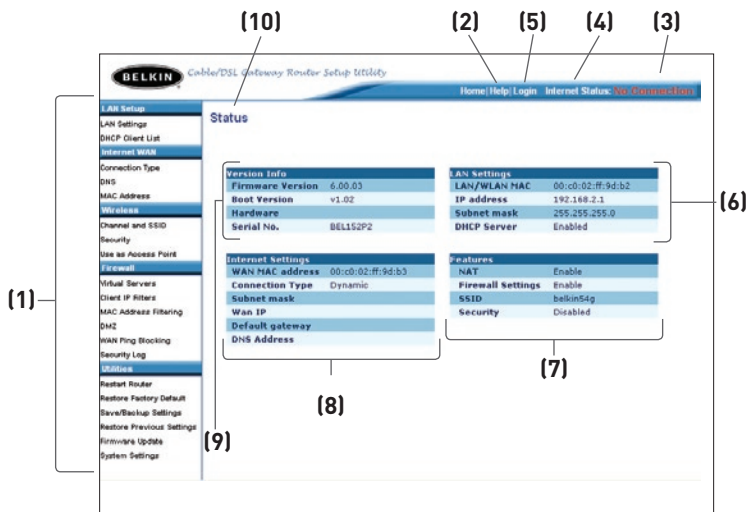 (10) (2) (5) (4) (3)
BELKIN Cable/DSL Gateway Router Setup Utility
Home|Help|Login Internet Status: No Connection
(1)
LAN Setup
LAN Settings
DHCP Client List
Internet WAN
Connection Type
DNS
MAC Address
Wireless
Channel and SSID
Security
Use as Access Point
Firewall
Virtual Servers
Client IP Filters
MAC Address Filtering
DMZ
WAN Ping Blocking
Security Log
Utilities
Restart Router
Restore Factory Default
Save/Backup Settings
Restore Previous Settings
Firmware Update
System Settings
Status
Version Info
Firmware Version 6.00.03
Boot Version v1.02
Hardware
Serial No. BEL152P2
(9)
LAN Settings
LAN/WLAN MAC 00:c0:02:ff:9d:b2
IP address 192.168.2.1
Subnet mask 255.255.255.0
DHCP Server Enabled
(6)
Internet Settings
WAN MAC address 00:c0:02:ff:9d:b3
Connection Type Dynamic
Subnet mask
Wan IP
Default gateway
DNS Address
(8)
Features
NAT Enable
Firewall Settings Enable
SSID belkin54g
Security Disabled
(7)